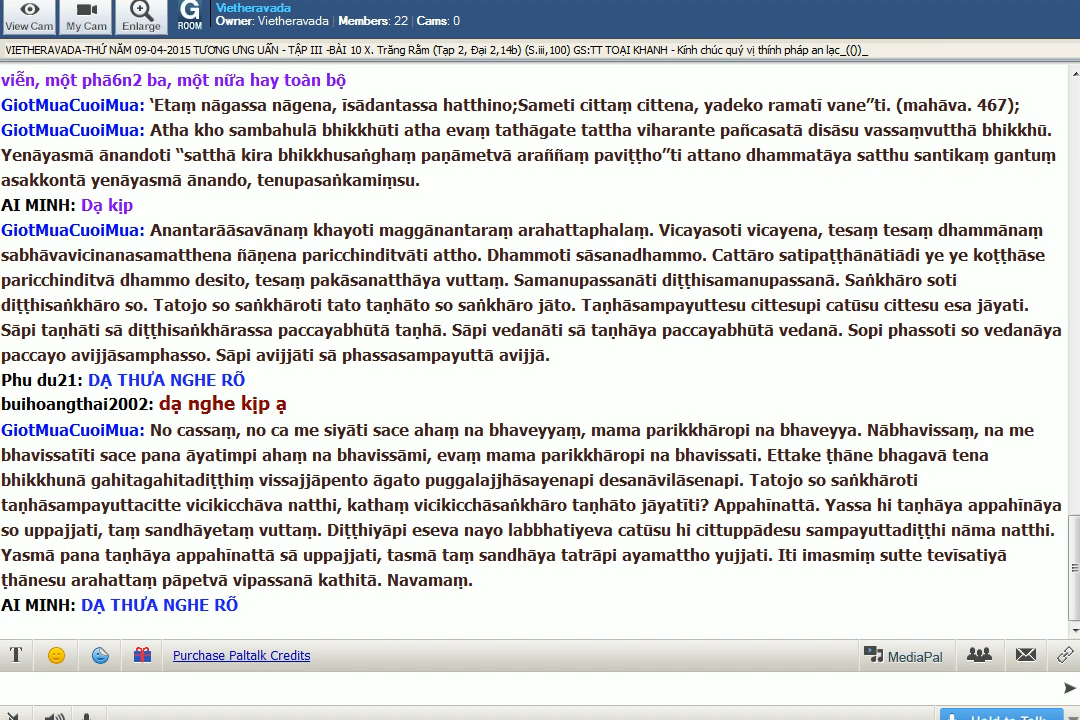 Vietheravada
View Cam
My Cam
Enlarge
G ROOM
Owner: Vietheravada | Members: 22 | Cams: 0
VIETHERAVADA-THỨ NĂM 09-04-2015 TƯƠNG ƯNG UẨN - TẬP III -BÀI 10 X. Trăng Rằm (Tạp 2, Đại 2,14b) (S.iii,100) GS:TT TOẠI KHANH - Kính chúc quý vị thính pháp an lạc_(())_
viễn, một phã6n2 ba, một nữa hay toàn bộ
GiotMuaCuoiMua: ‘Etaṃ nāgassa nāgena, īsādantassa hatthino;Sameti cittaṃ cittena, yadeko ramatī vane”ti. (mahāva. 467);
GiotMuaCuoiMua: Atha kho sambahulā bhikkhūti atha evaṃ tathāgate tattha viharante pañcasatā disāsu vassaṃvutthā bhikkhū.
Yenāyasmā ānandoti “satthā kira bhikkhusaṅghaṃ paṇāmetvā araññaṃ paviṭṭho”ti attano dhammatāya satthu santikaṃ gantuṃ
asakkontā yenāyasmā ānando, tenupasaṅkamiṃsu.
AI MINH: Dạ kịp
GiotMuaCuoiMua: Anantarāāsavānaṃ khayoti maggānantaraṃ arahattaphalaṃ. Vicayasoti vicayena, tesaṃ tesaṃ dhammānaṃ
sabhāvavicinanasamatthena ñāṇena paricchinditvāti attho. Dhammoti sāsanadhammo. Cattāro satipaṭṭhānātiādi ye ye koṭṭhāse
paricchinditvā dhammo desito, tesaṃ pakāsanatthāya vuttaṃ. Samanupassanāti diṭṭhisamanupassanā. Saṅkhāro soti
diṭṭhisaṅkhāro so. Tatojo so saṅkhāroti tato taṇhāto so saṅkhāro jāto. Taṇhāsampayuttesu cittesupi catūsu cittesu esa jāyati.
Sāpi taṇhāti sā diṭṭhisaṅkhārassa paccayabhūtā taṇhā. Sāpi vedanāti sā taṇhāya paccayabhūtā vedanā. Sopi phassoti so vedanāya
paccayo avijjāsamphasso. Sāpi avijjāti sā phassasampayuttā avijjā.
Phu du21: DẠ THƯA NGHE RÕ
buihoangthai2002: dạ nghe kịp ạ
GiotMuaCuoiMua: No cassaṃ, no ca me siyāti sace ahaṃ na bhaveyyaṃ, mama parikkhāropi na bhaveyya. Nābhavissaṃ, na me
bhavissatīti sace pana āyatimpi ahaṃ na bhavissāmi, evaṃ mama parikkhāropi na bhavissati. Ettake ṭhāne bhagavā tena
bhikkhunā gahitagahitadiṭṭhiṃ vissajjāpento āgato puggalajjhāsayenapi desanāvilāsenapi. Tatojo so saṅkhāroti
taṇhāsampayuttacitte vicikicchāva natthi, kathaṃ vicikicchāsaṅkhāro taṇhāto jāyatīti? Appahīnattā. Yassa hi taṇhāya appahīnāya
so uppajjati, taṃ sandhāyetaṃ vuttaṃ. Diṭṭhiyāpi eseva nayo labbhatiyeva catūsu hi cittuppādesu sampayuttadiṭṭhi nāma natthi.
Yasmā pana taṇhāya appahīnattā sā uppajjati, tasmā taṃ sandhāya tatrāpi ayamattho yujjati. Iti imasmiṃ sutte tevīsatiyā
ṭhānesu arahattaṃ pāpetvā vipassanā kathitā. Navamaṃ.
AI MINH: DẠ THƯA NGHE RÕ
T
Purchase Paltalk Credits
MediaPal
Hold to Talk